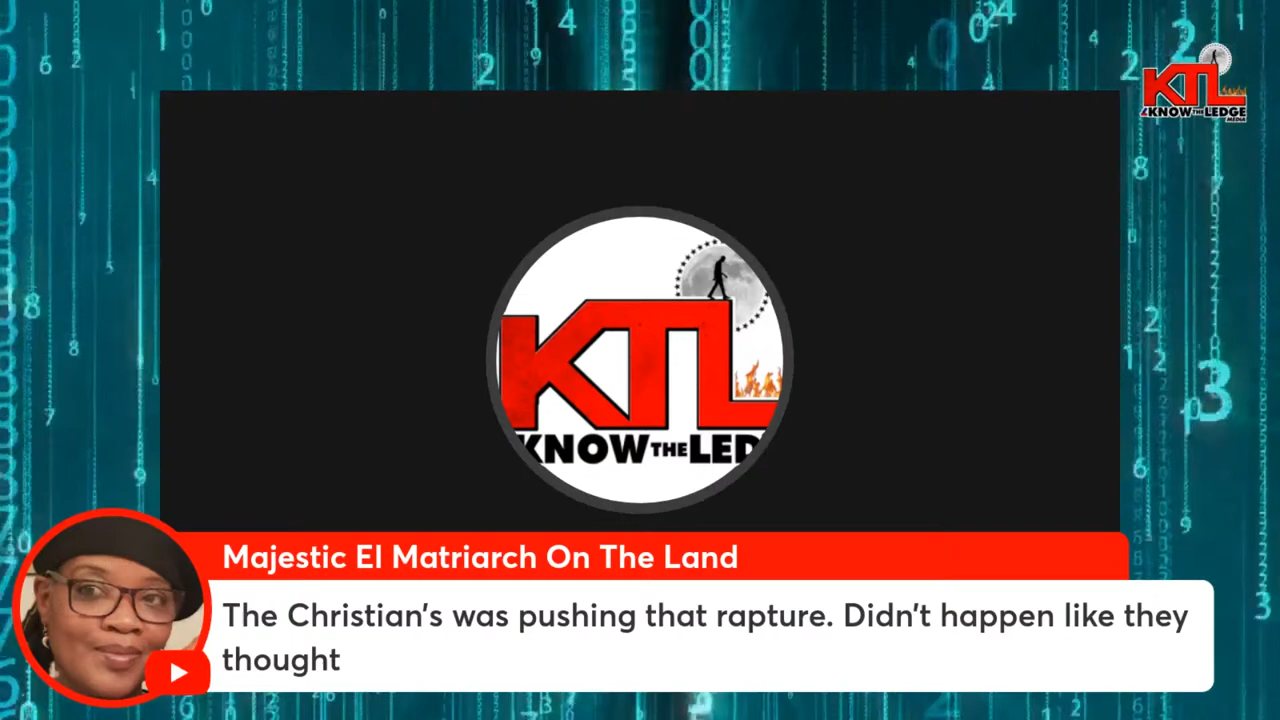 KTL
KNOW THE LEDGE
MEDIA
KTL
KNOW THE LED
Majestic El Matriarch On The Land
The Christian's was pushing that rapture. Didn't happen like they
thought